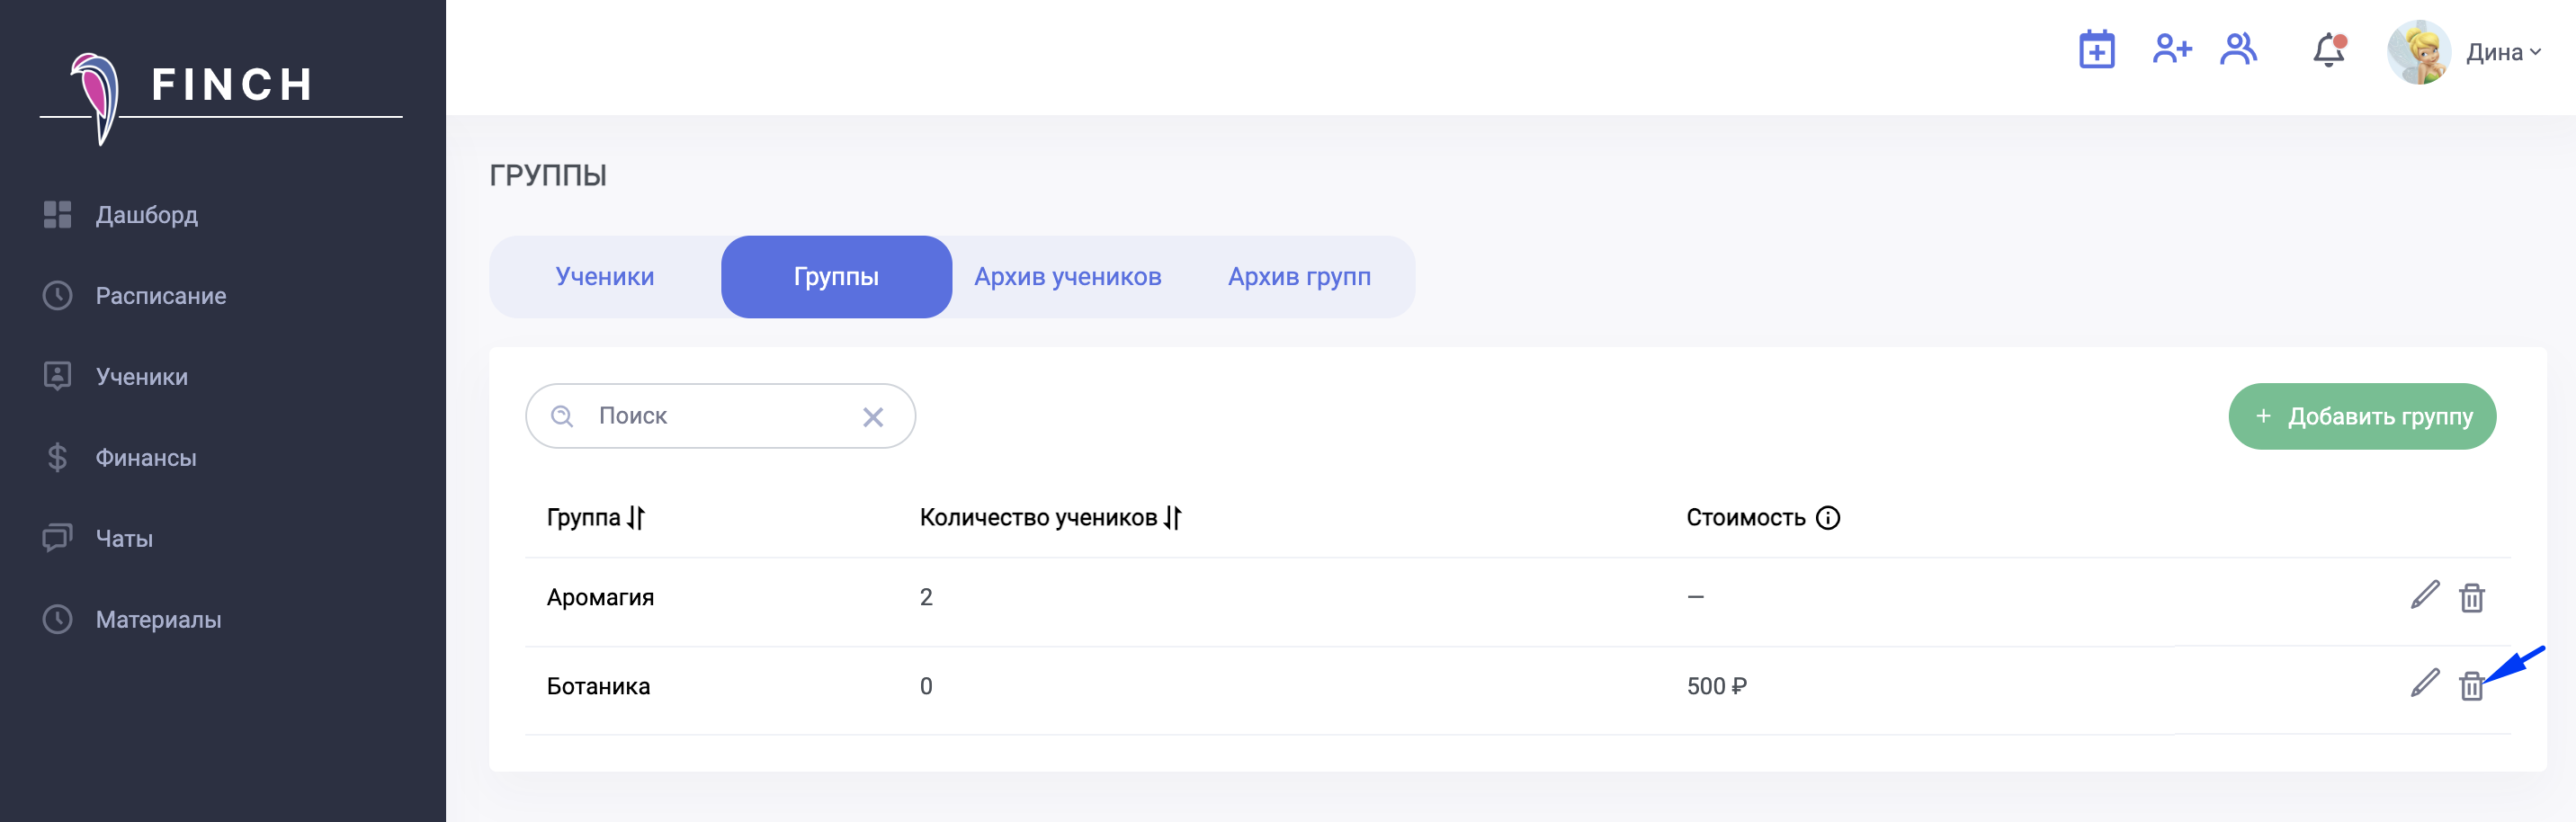 FINCH
Дашборд
Расписание
Ученики
Финансы
Чаты
Материалы
Дина
ГРУППЫ
Ученики Группы Архив учеников Архив групп
Поиск
+ Добавить группу
Группа Количество учеников Стоимость
Аромагия 2 —
Ботаника 0 500 ₽